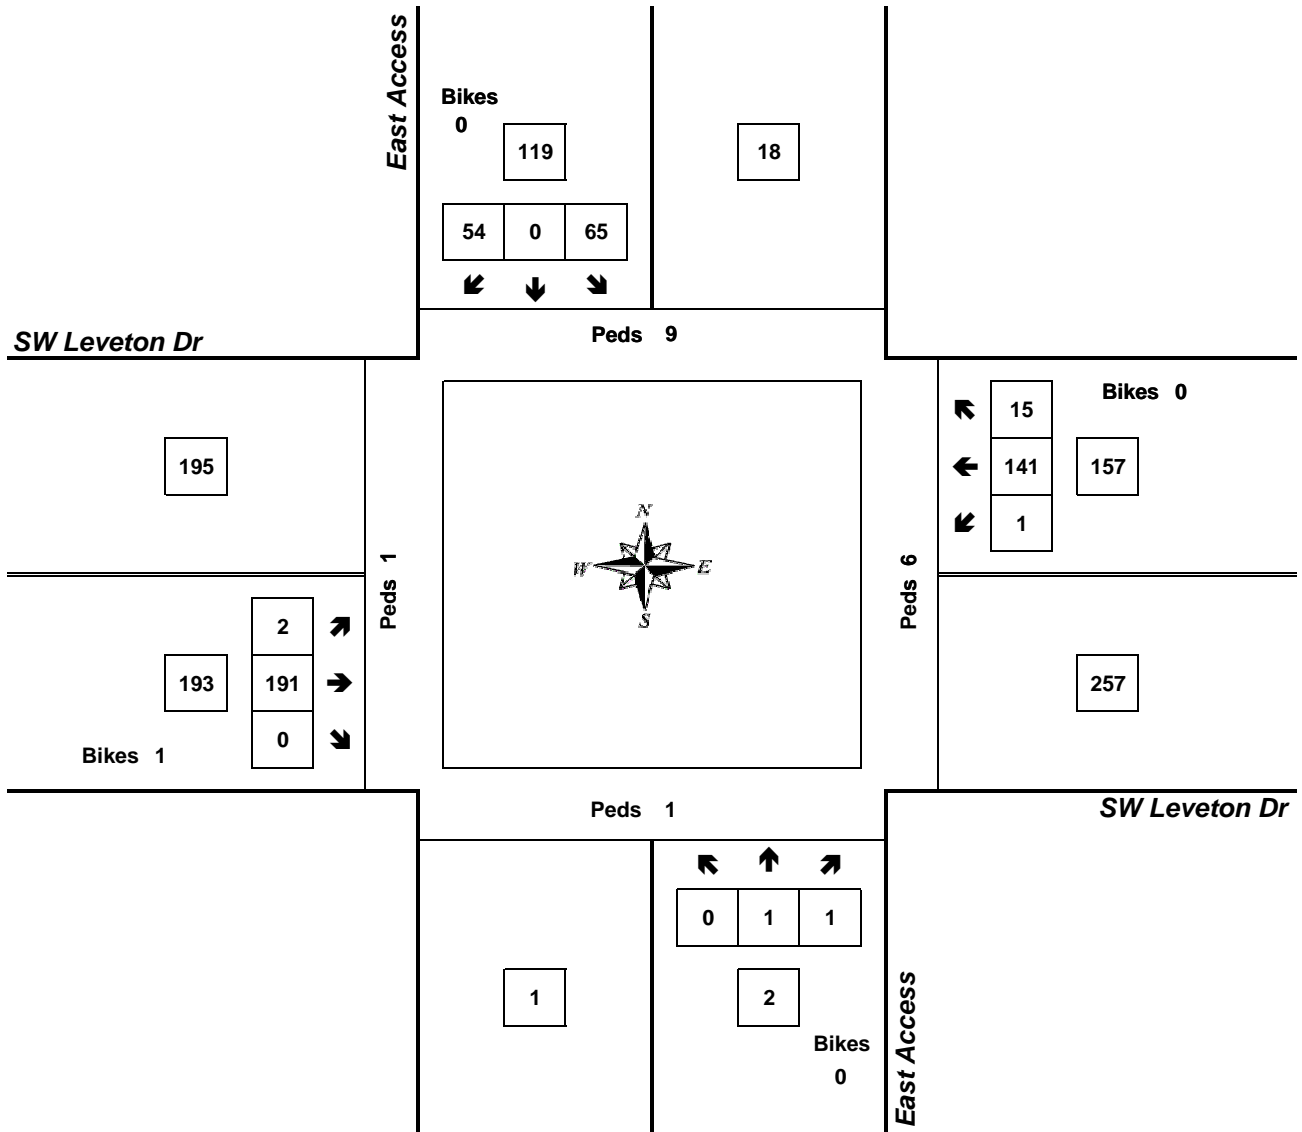 East Access
Bikes
0
119
18
54 0 65
SW Leveton Dr
Peds 9
195
15
Bikes 0
141
157
1
N
W E
S
Peds 1
Peds 6
2
193
191
0
Bikes 1
257
Peds 1
SW Leveton Dr
0 1 1
1
2
Bikes
0
East Access